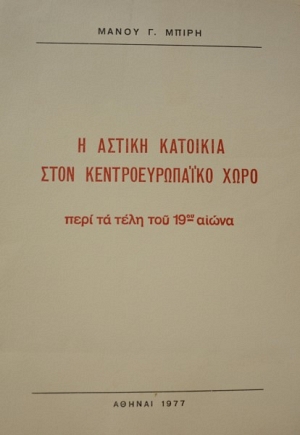 ΜΑΝΟΥ Γ. ΜΠΙΡΗ
Η ΑΣΤΙΚΗ ΚΑΤΟΙΚΙΑ
ΣΤΟΝ ΚΕΝΤΡΟΕΥΡΩΠΑΪΚΟ ΧΩΡΟ
περί τά τέλη τοῦ 19ου αἰώνα
ΑΘΗΝΑΙ 1977